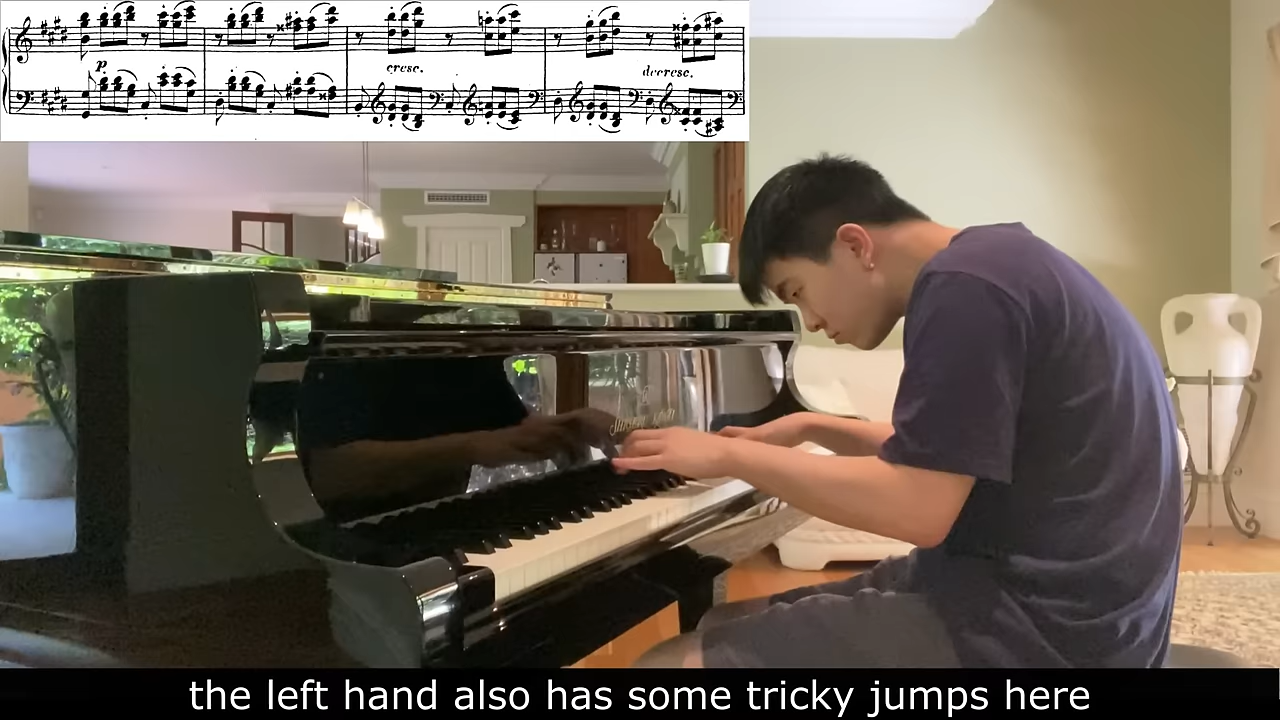 p
cresc.
decresc.
the left hand also has some tricky jumps here